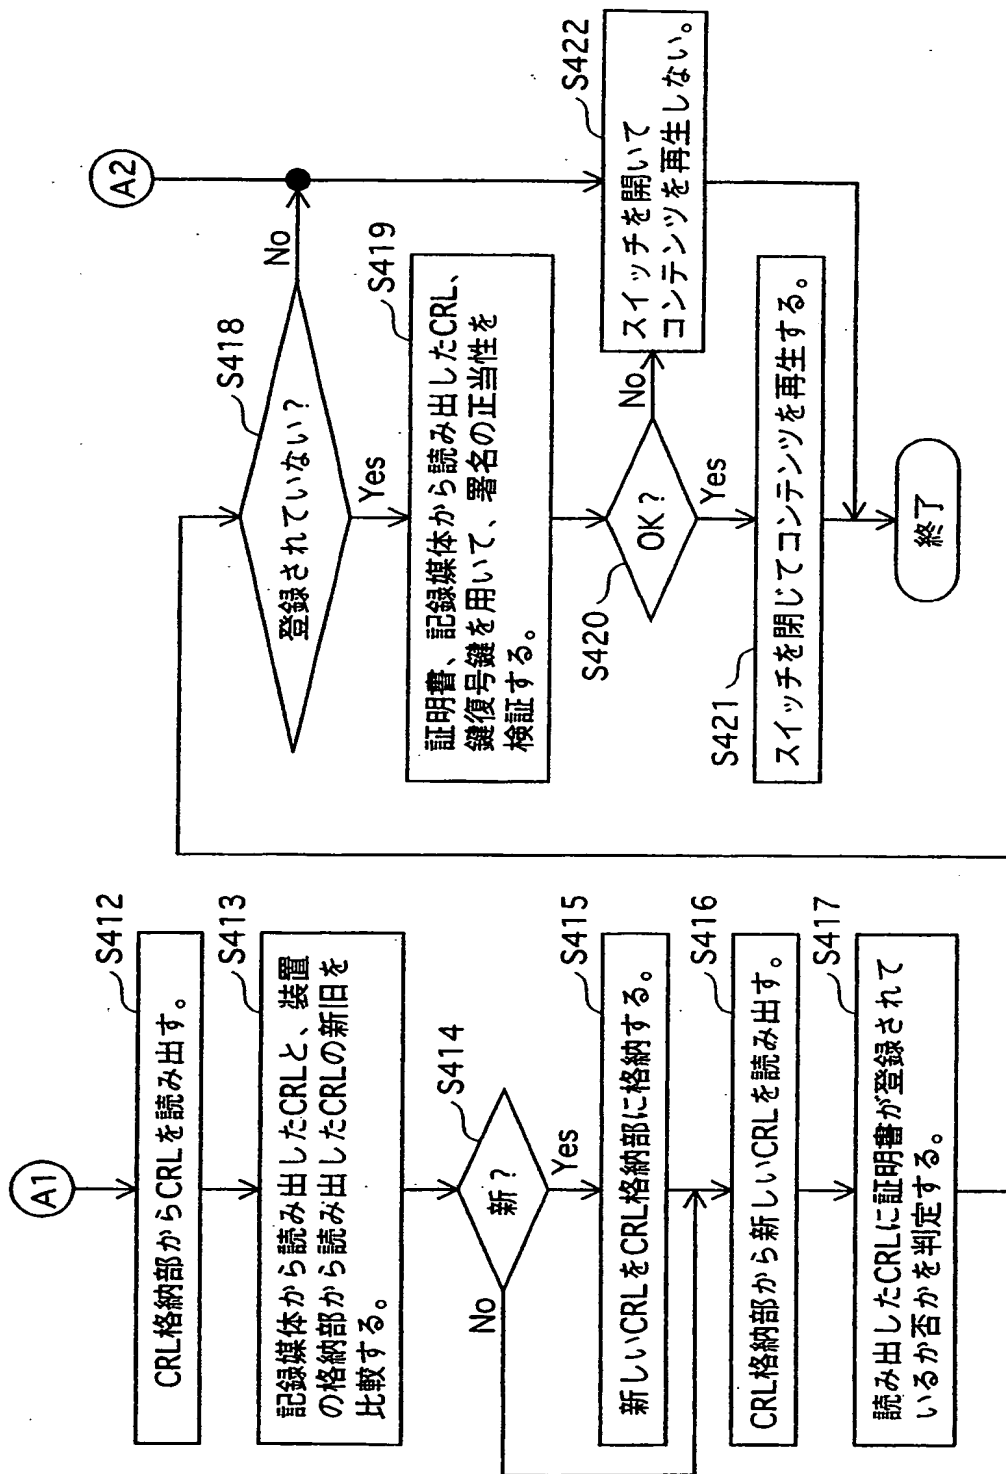 A1
S412
CRL格納部からCRLを読み出す。
S413
記録媒体から読み出したCRLと、装置
の格納部から読み出したCRLの新旧を
比較する。
S414
新?
No
Yes
S415
新しいCRLをCRL格納部に格納する。
S416
CRL格納部から新しいCRLを読み出す。
S417
読み出したCRLに証明書が登録されて
いるか否かを判定する。
A2
S418
登録されていない?
No
Yes
S419
証明書、記録媒体から読み出したCRL、
鍵復号鍵を用いて、署名の正当性を
検証する。
S420
OK?
No
Yes
S422
スイッチを開いて
コンテンツを再生しない。
S421
スイッチを閉じてコンテンツを再生する。
終了